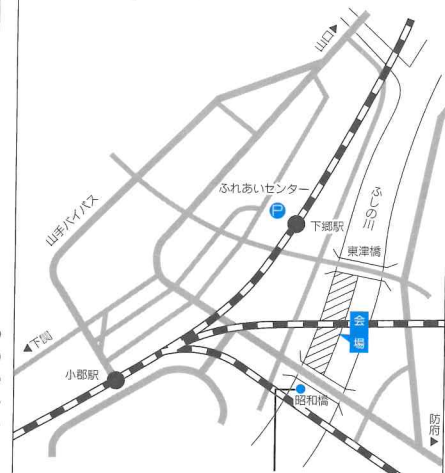 山口▶
ふれあいセンター
P
下郷駅
ふしの川
山手バイパス
東津橋
会場
◀下関
小郡駅
昭和橋
防府▶